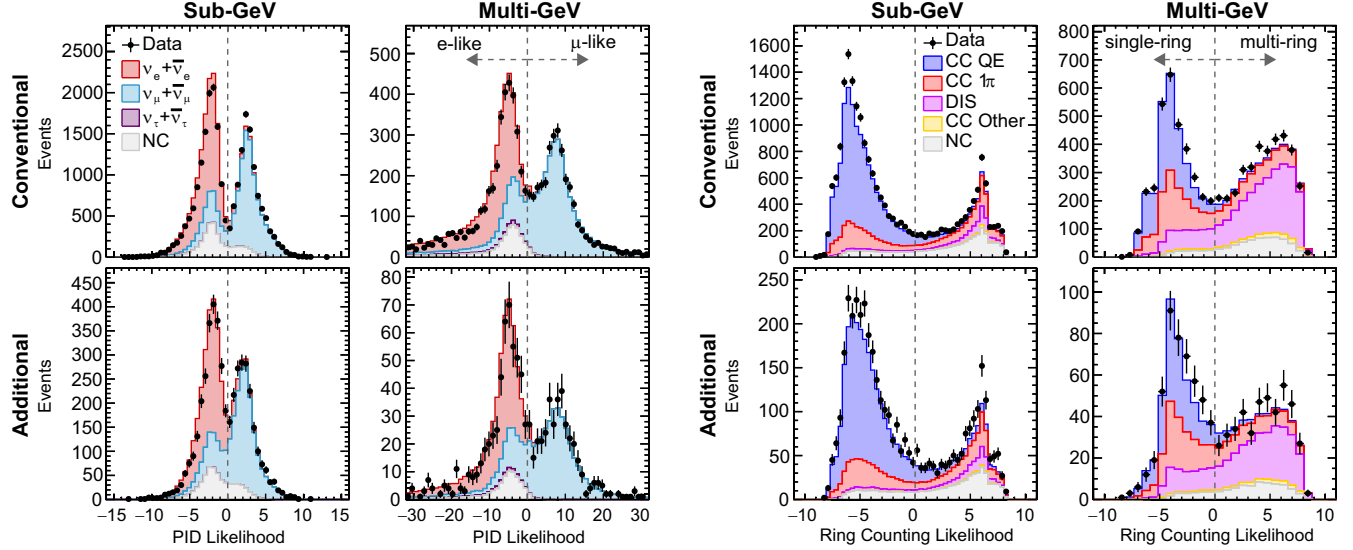 Sub-GeV
Multi-GeV
Sub-GeV
Multi-GeV
Conventional
Events
2500
2000
1500
1000
500
0
Data
νe+ν̄e
νμ+ν̄μ
ντ+ν̄τ
NC
500
400
300
200
100
0
e-like
μ-like
Conventional
Events
1600
1400
1200
1000
800
600
400
200
0
Data
CC QE
CC 1π
DIS
CC Other
NC
800
700
600
500
400
300
200
100
0
single-ring
multi-ring
Additional
Events
450
400
350
300
250
200
150
100
50
0
−15 −10 −5 0 5 10 15
PID Likelihood
80
70
60
50
40
30
20
10
0
−30 −20 −10 0 10 20 30
PID Likelihood
Additional
Events
250
200
150
100
50
0
−10 −5 0 5 10
Ring Counting Likelihood
100
80
60
40
20
0
−10 −5 0 5 10
Ring Counting Likelihood